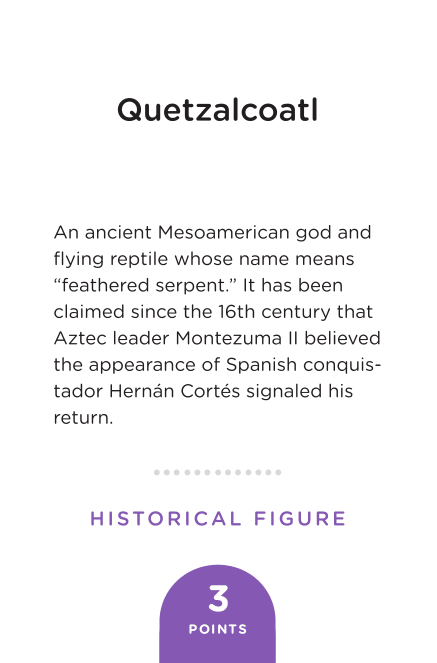 Quetzalcoatl
An ancient Mesoamerican god and
flying reptile whose name means
“feathered serpent.” It has been
claimed since the 16th century that
Aztec leader Montezuma II believed
the appearance of Spanish conquis-
tador Hernán Cortés signaled his
return.
HISTORICAL FIGURE
3
POINTS